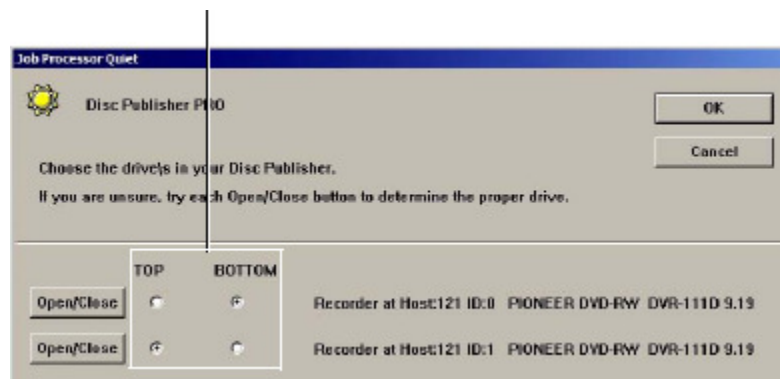 Job Processor Quiet
Disc Publisher PRO
OK
Cancel
Choose the drive\s in your Disc Publisher.
If you are unsure, try each Open/Close button to determine the proper drive.
TOP BOTTOM
Open/Close Recorder at Host:121 ID:0 PIONEER DVD-RW DVR-111D 9.19
Open/Close Recorder at Host:121 ID:1 PIONEER DVD-RW DVR-111D 9.19